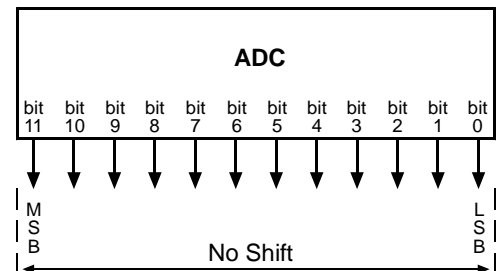 ADC
bit bit bit bit bit bit bit bit bit bit bit bit
11 10 9 8 7 6 5 4 3 2 1 0
M L
S S
B B
No Shift